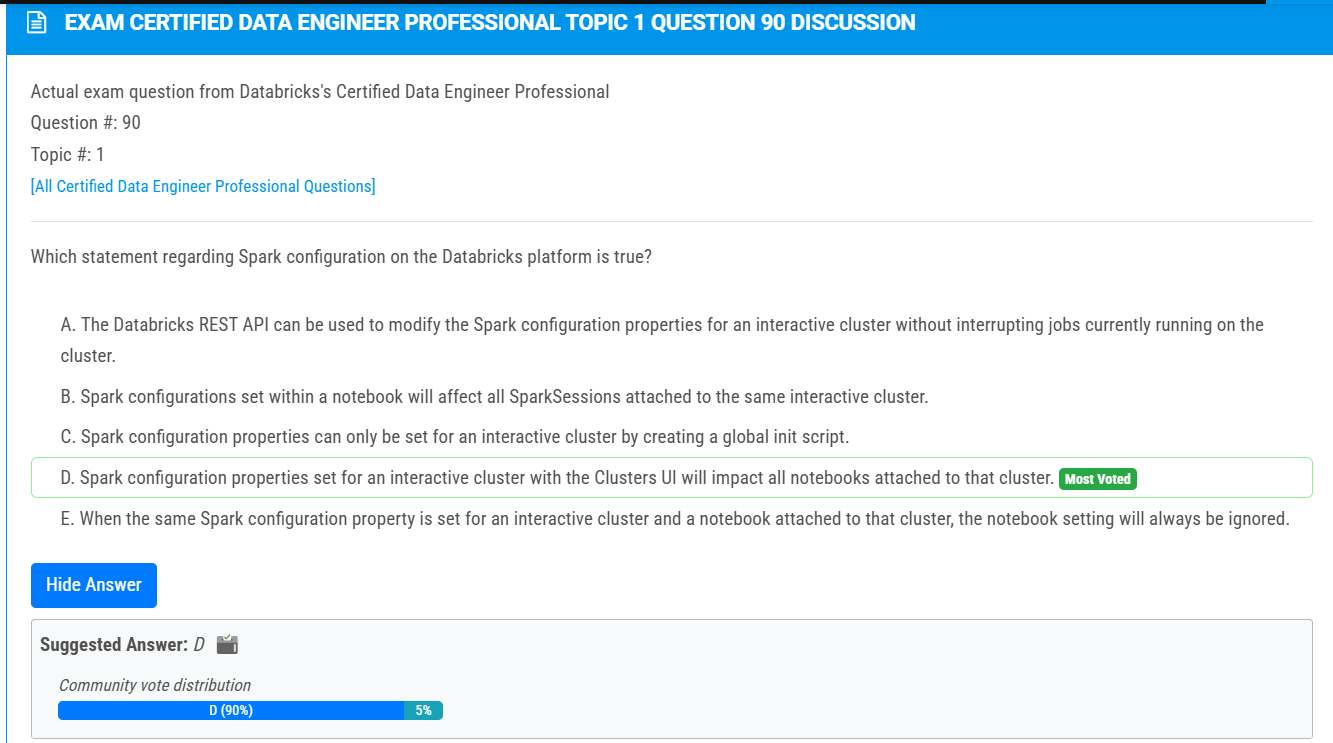 EXAM CERTIFIED DATA ENGINEER PROFESSIONAL TOPIC 1 QUESTION 90 DISCUSSION
Actual exam question from Databricks's Certified Data Engineer Professional
Question #: 90
Topic #: 1
[All Certified Data Engineer Professional Questions]
Which statement regarding Spark configuration on the Databricks platform is true?
A. The Databricks REST API can be used to modify the Spark configuration properties for an interactive cluster without interrupting jobs currently running on the
cluster.
B. Spark configurations set within a notebook will affect all SparkSessions attached to the same interactive cluster.
C. Spark configuration properties can only be set for an interactive cluster by creating a global init script.
D. Spark configuration properties set for an interactive cluster with the Clusters UI will impact all notebooks attached to that cluster. Most Voted
E. When the same Spark configuration property is set for an interactive cluster and a notebook attached to that cluster, the notebook setting will always be ignored.
Hide Answer
Suggested Answer: D
Community vote distribution
D (90%) 5%